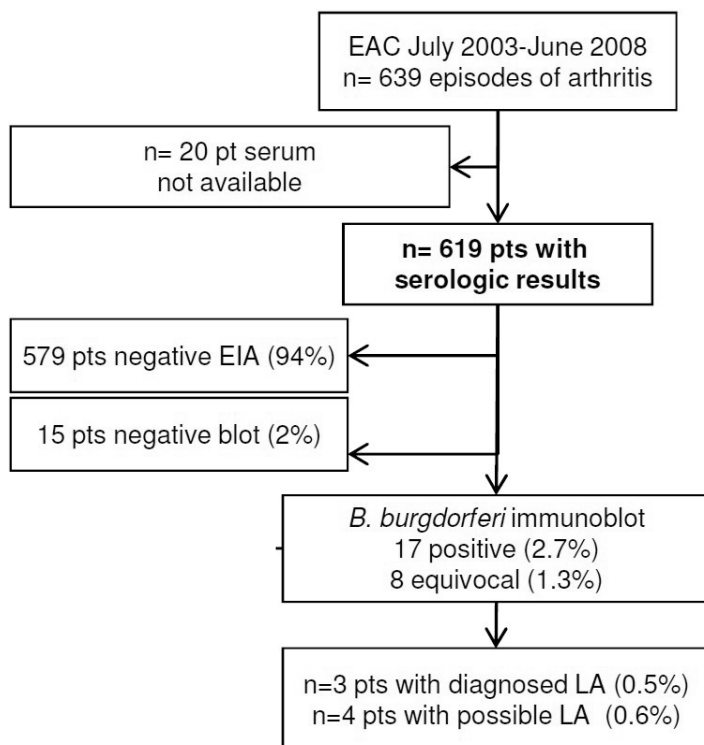 EAC July 2003-June 2008
n= 639 episodes of arthritis
n= 20 pt serum
not available
n= 619 pts with
serologic results
579 pts negative EIA (94%)
15 pts negative blot (2%)
B. burgdorferi immunoblot
17 positive (2.7%)
8 equivocal (1.3%)
n=3 pts with diagnosed LA (0.5%)
n=4 pts with possible LA (0.6%)